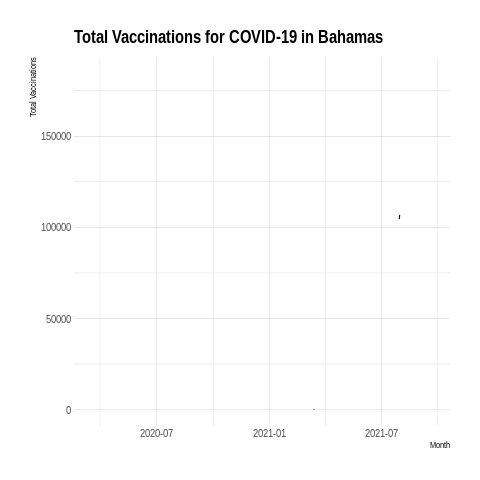 Total Vaccinations for COVID-19 in Bahamas
Total Vaccinations
150000
100000
50000
0
2020-07 2021-01 2021-07
Month